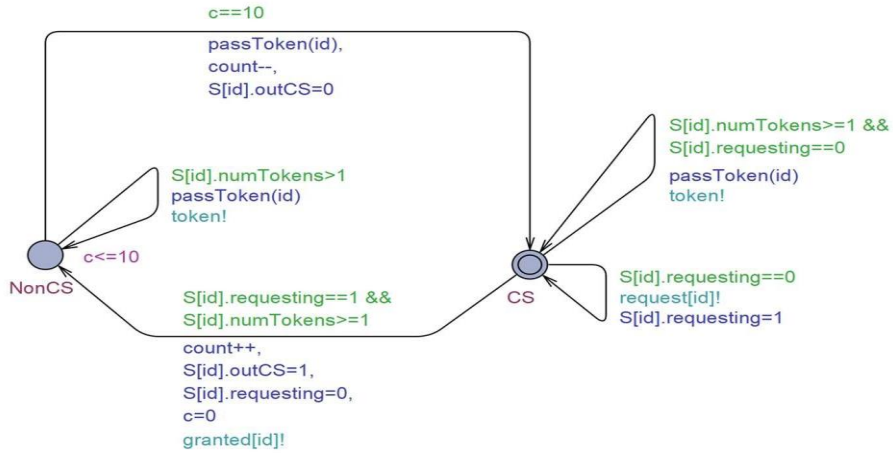 c==10
passToken(id),
count--,
S[id].outCS=0
S[id].numTokens>=1 &&
S[id].requesting==0
passToken(id)
token!
S[id].numTokens>1
passToken(id)
token!
c<=10
NonCS
CS
S[id].requesting==0
request[id]!
S[id].requesting=1
S[id].requesting==1 &&
S[id].numTokens>=1
count++,
S[id].outCS=1,
S[id].requesting=0,
c=0
granted[id]!